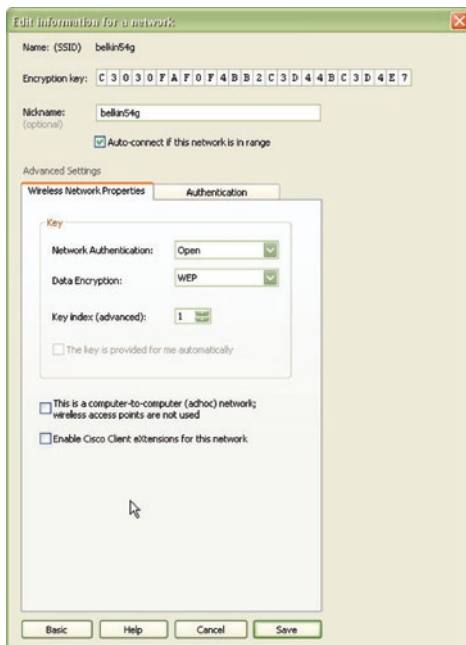 Edit information for a network
Name: (SSID) belkin54g
Encryption key: C 3 0 3 0 F A F 0 F 4 B B 2 C 3 D 4 4 B C 3 D 4 E 7
Nickname: belkin54g
(optional)
Auto-connect if this network is in range
Advanced Settings
Wireless Network Properties Authentication
Key
Network Authentication: Open
Data Encryption: WEP
Key index (advanced): 1
The key is provided for me automatically
This is a computer-to-computer (adhoc) network;
wireless access points are not used
Enable Cisco Client eXtensions for this network
Basic Help Cancel Save